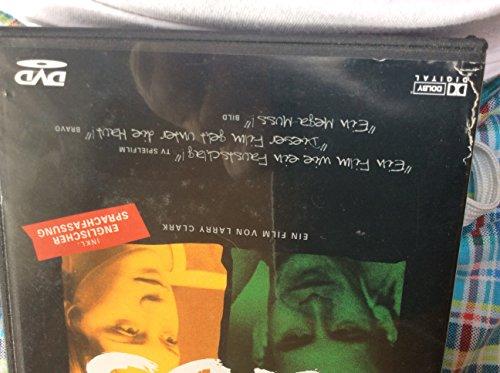 DOLBY
DIGITAL
DVD
"Ein Film wie ein Faustschlag!" TV SPIELFILM
"Dieser Film geht unter die Haut!" BRAVO
"Ein Mega-Muss!" BILD
EIN FILM VON LARRY CLARK
INKL.
ENGLISCHER
SPRACHFASSUNG